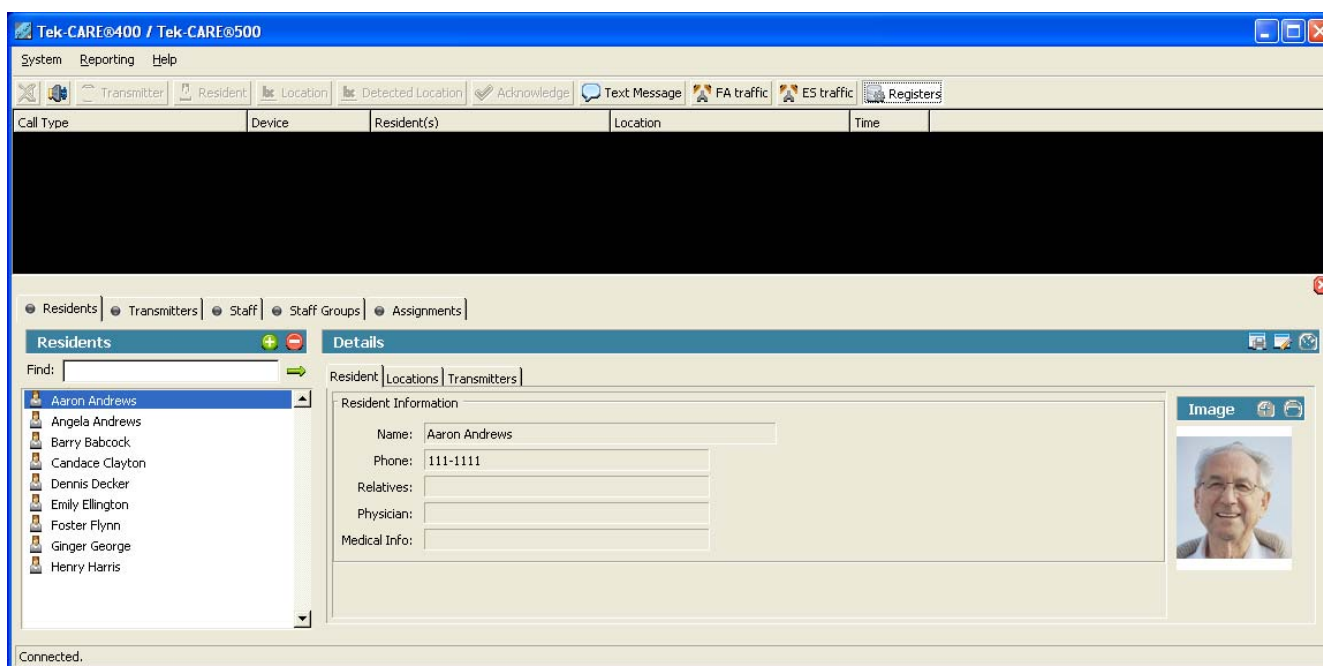 Tek-CARE®400 / Tek-CARE®500
System Reporting Help
Transmitter Resident Location Detected Location Acknowledge Text Message FA traffic ES traffic Registers
Call Type Device Resident(s) Location Time
Residents Transmitters Staff Staff Groups Assignments
Residents Details
Find:
Resident Locations Transmitters
Aaron Andrews
Angela Andrews
Barry Babcock
Candace Clayton
Dennis Decker
Emily Ellington
Foster Flynn
Ginger George
Henry Harris
Resident Information
Name: Aaron Andrews
Phone: 111-1111
Relatives:
Physician:
Medical Info:
Image
Connected.